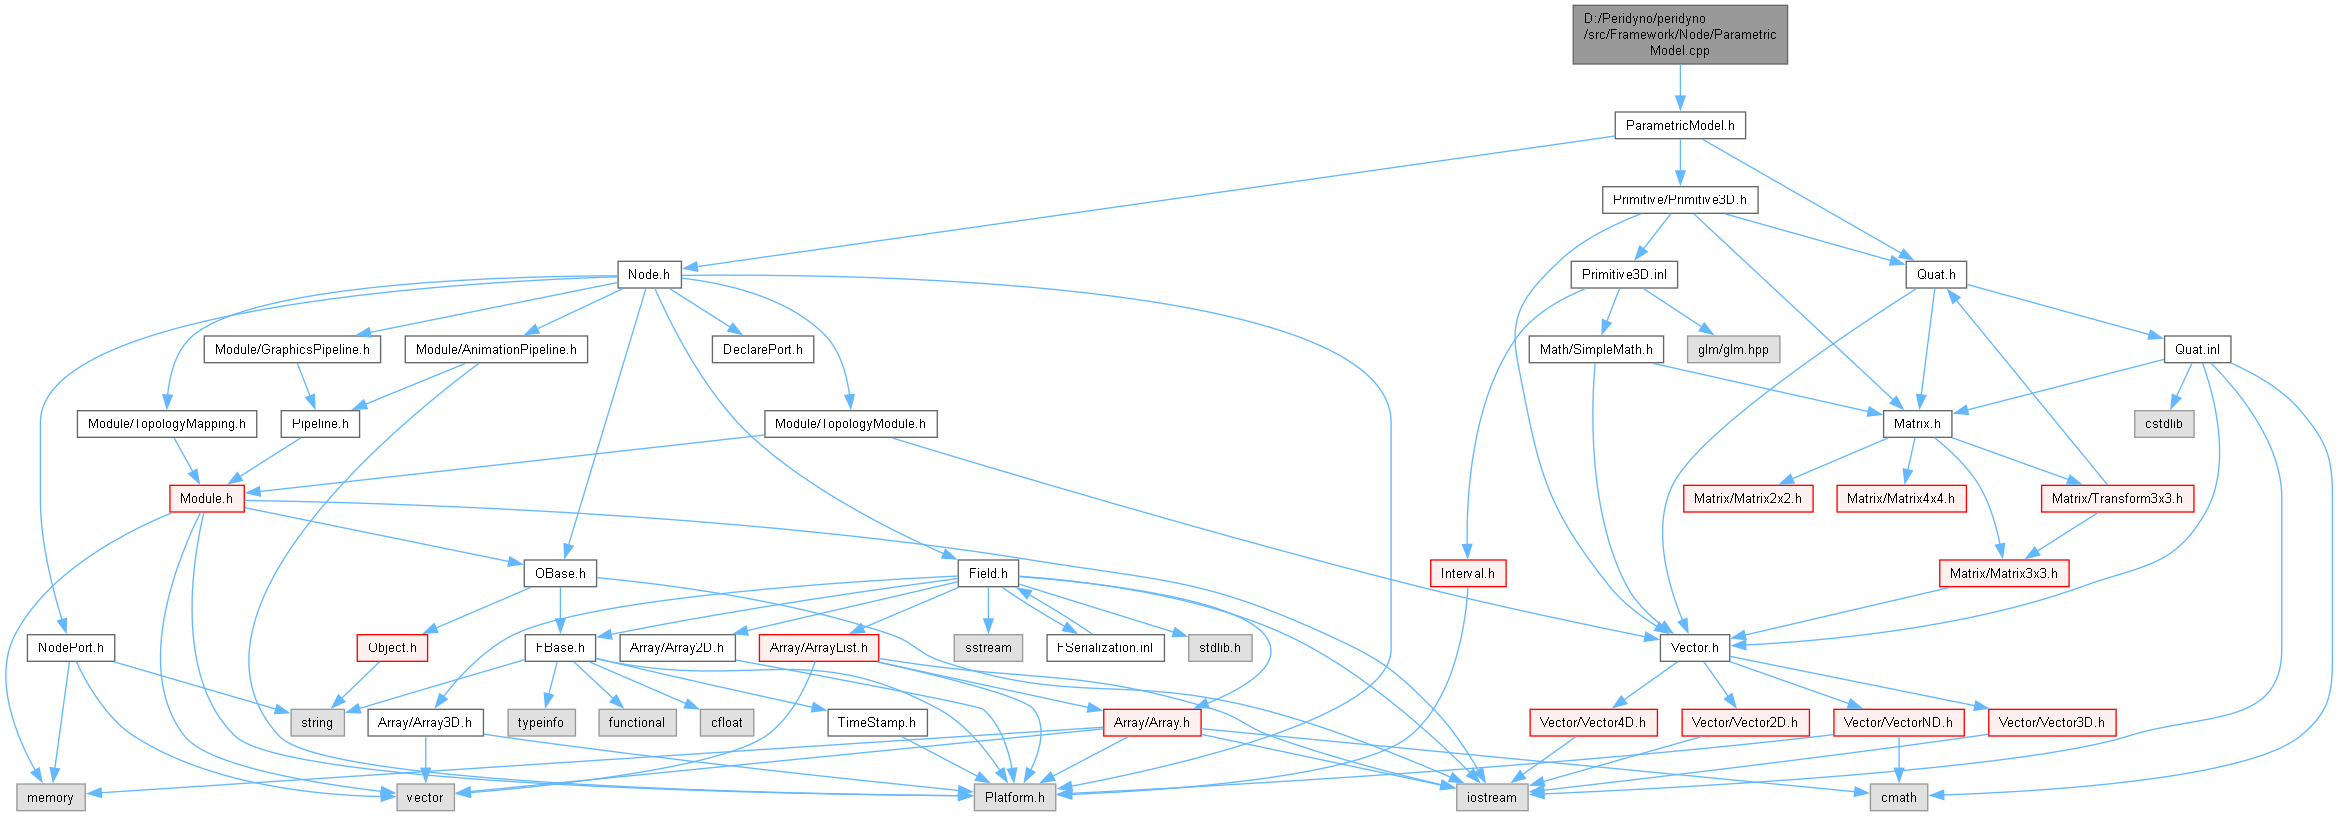 D:/Peridyno/peridyno
/src/Framework/Node/Parametric
Model.cpp
ParametricModel.h
Primitive/Primitive3D.h
Node.h
Primitive3D.inl
Quat.h
Module/GraphicsPipeline.h
Module/AnimationPipeline.h
DeclarePort.h
Math/SimpleMath.h
glm/glm.hpp
Quat.inl
Module/TopologyMapping.h
Pipeline.h
Module/TopologyModule.h
Matrix.h
cstdlib
Module.h
Matrix/Matrix2x2.h
Matrix/Matrix4x4.h
Matrix/Transform3x3.h
OBase.h
Field.h
Interval.h
Matrix/Matrix3x3.h
NodePort.h
Object.h
FBase.h
Array/Array2D.h
Array/ArrayList.h
sstream
FSerialization.inl
stdlib.h
Vector.h
string
Array/Array3D.h
typeinfo
functional
cfloat
TimeStamp.h
Array/Array.h
Vector/Vector4D.h
Vector/Vector2D.h
Vector/VectorND.h
Vector/Vector3D.h
memory
vector
Platform.h
iostream
cmath